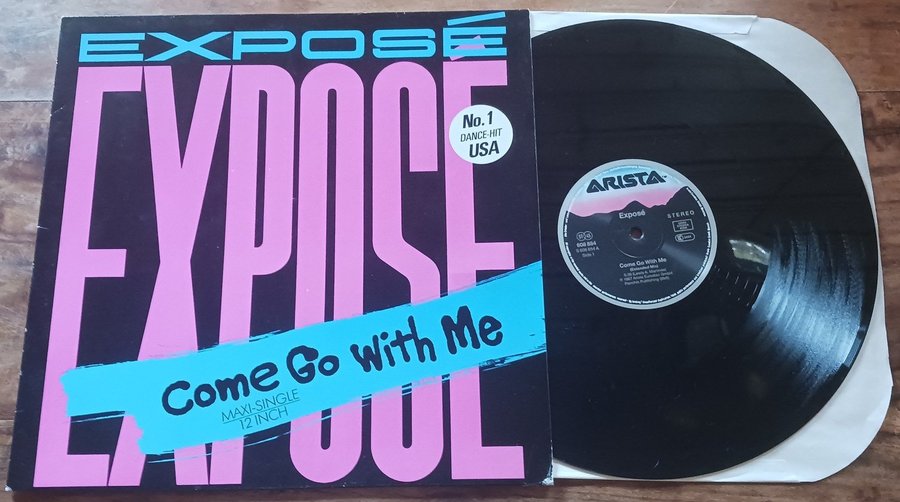 EXPOSÉ
EXPOSÉ
No. 1
DANCE-HIT
USA
EXPOSE
Come Go With Me
MAXI-SINGLE
12 INCH
ARISTA
Exposé
STEREO
608 884
Side 1
Come Go With Me
(Extended Mix)